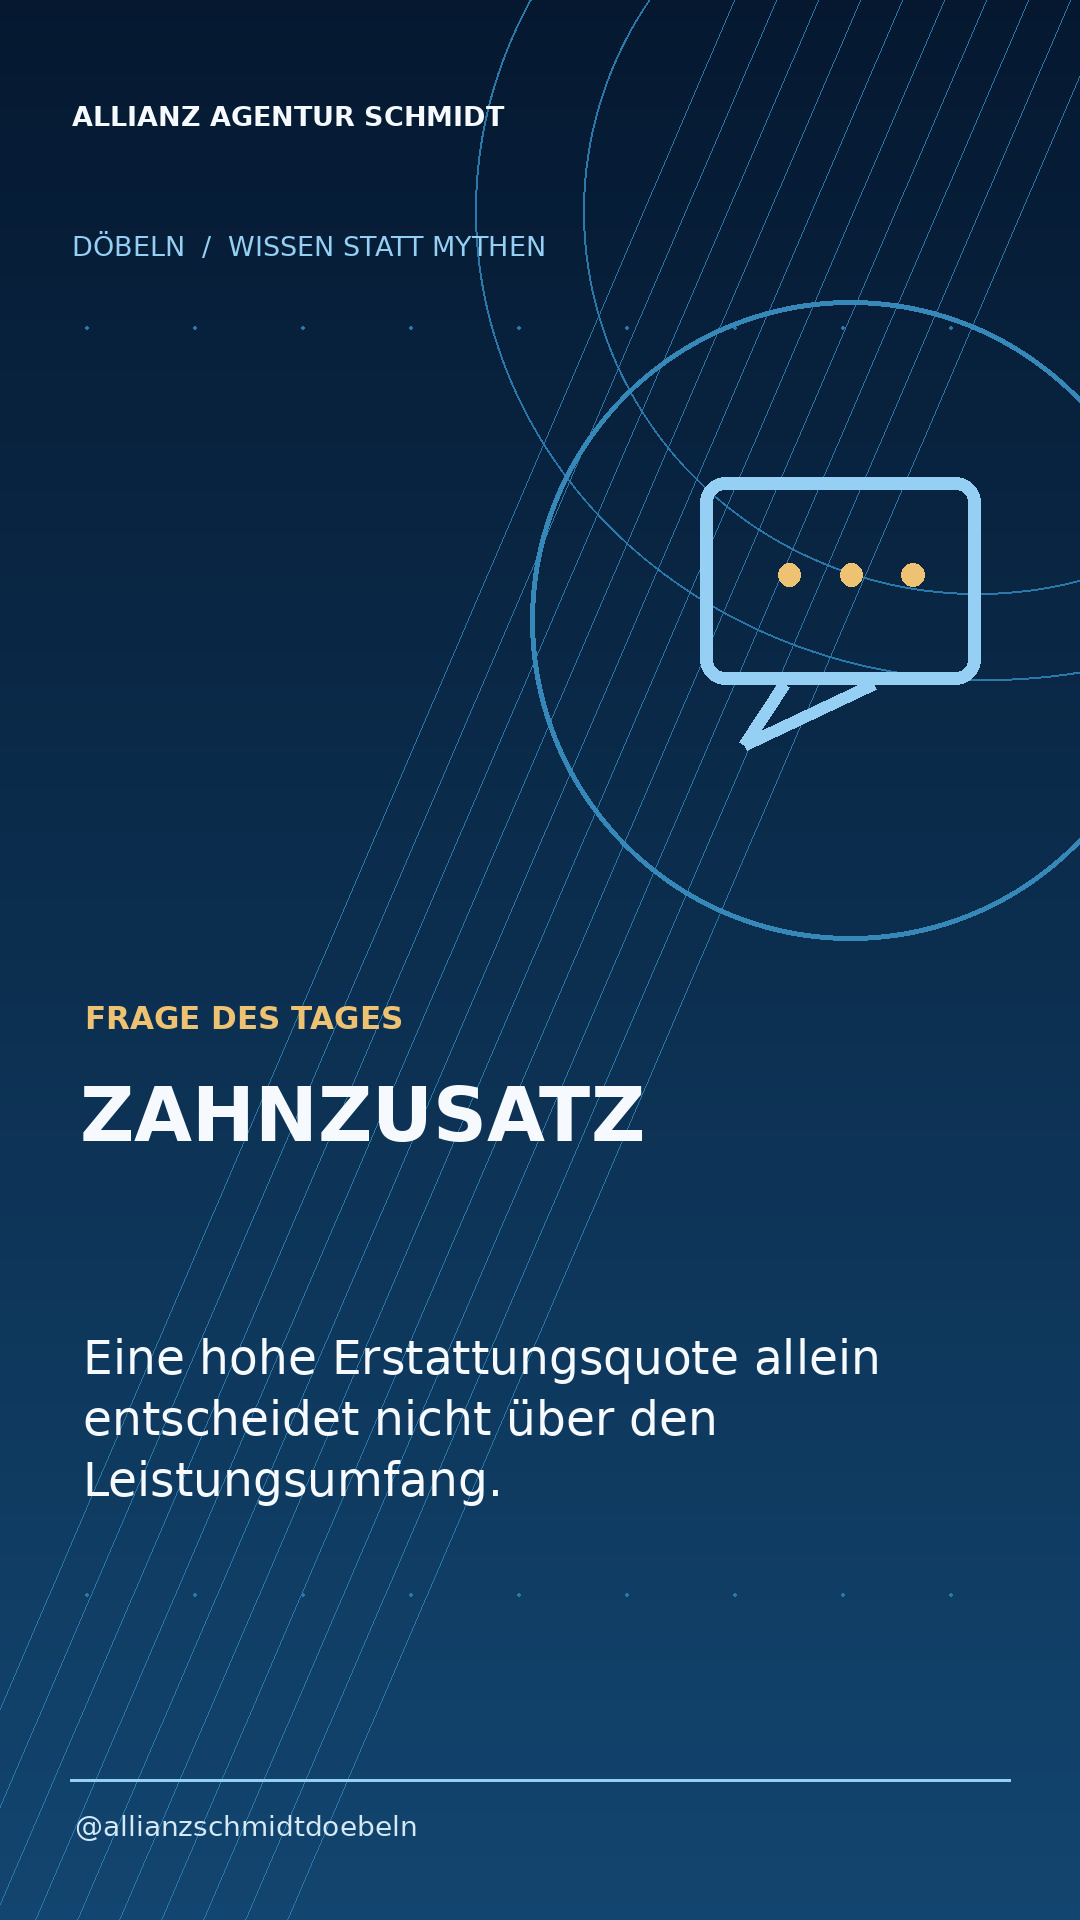 ALLIANZ AGENTUR SCHMIDT
DÖBELN / WISSEN STATT MYTHEN
FRAGE DES TAGES
ZAHNZUSATZ
Eine hohe Erstattungsquote allein
entscheidet nicht über den
Leistungsumfang.
@allianzschmidtdoebeln